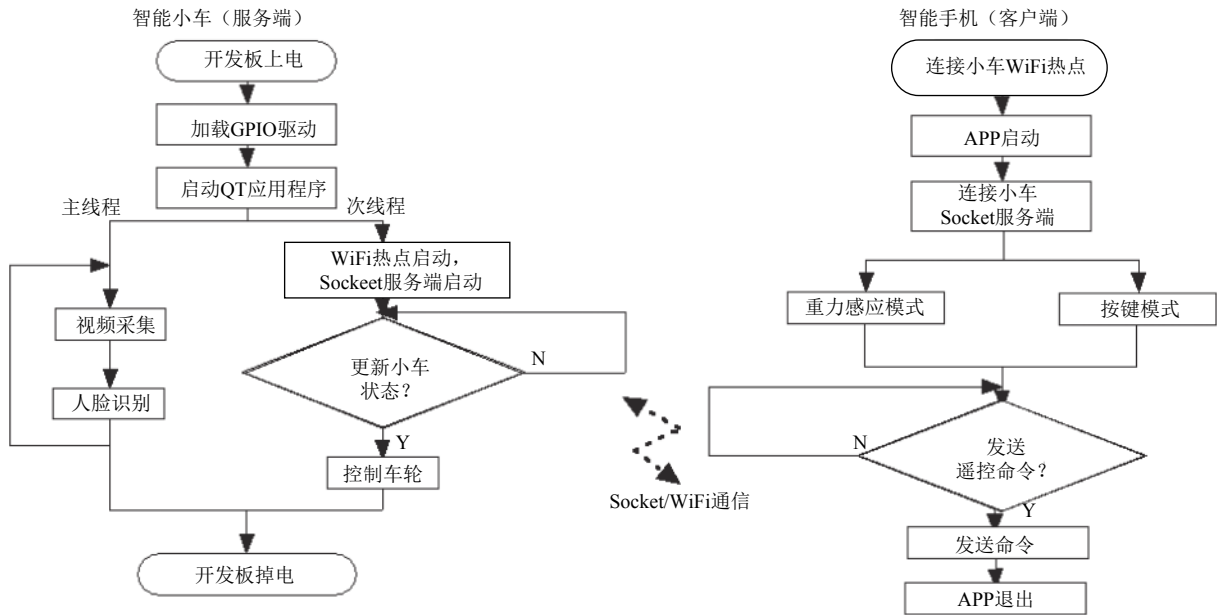 智能小车（服务端）
开发板上电
加载GPIO驱动
启动QT应用程序
主线程
次线程
WiFi热点启动，
Sockeet服务端启动
视频采集
人脸识别
更新小车
状态？
N
Y
控制车轮
开发板掉电
Socket/WiFi通信
智能手机（客户端）
连接小车WiFi热点
APP启动
连接小车
Socket服务端
重力感应模式
按键模式
发送
遥控命令？
N
Y
发送命令
APP退出